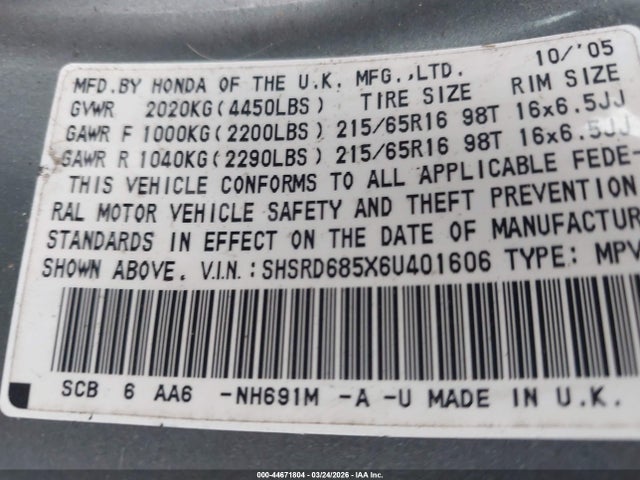 10/'05
MFD.BY HONDA OF THE U.K. MFG.,LTD.
GVWR 2020KG(4450LBS) TIRE SIZE RIM SIZE
GAWR F 1000KG(2200LBS) 215/65R16 98T 16x6.5JJ
GAWR R 1040KG(2290LBS) 215/65R16 98T 16x6.5JJ
THIS VEHICLE CONFORMS TO ALL APPLICABLE FEDE-
RAL MOTOR VEHICLE SAFETY AND THEFT PREVENTION
STANDARDS IN EFFECT ON THE DATE OF MANUFACTUR
SHOWN ABOVE. V.I.N.:SHSRD685X6U401606 TYPE: MPV
SCB 6 AA6 -NH691M -A -U MADE IN U.K.
000-44671804 - 03/24/2026 - IAA Inc.